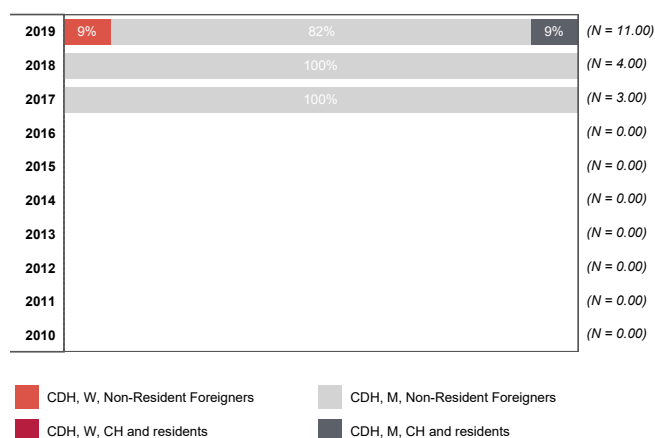 2019 9% 82% 9% (N = 11.00)
2018 100% (N = 4.00)
2017 100% (N = 3.00)
2016 (N = 0.00)
2015 (N = 0.00)
2014 (N = 0.00)
2013 (N = 0.00)
2012 (N = 0.00)
2011 (N = 0.00)
2010 (N = 0.00)
CDH, W, Non-Resident Foreigners CDH, M, Non-Resident Foreigners
CDH, W, CH and residents CDH, M, CH and residents